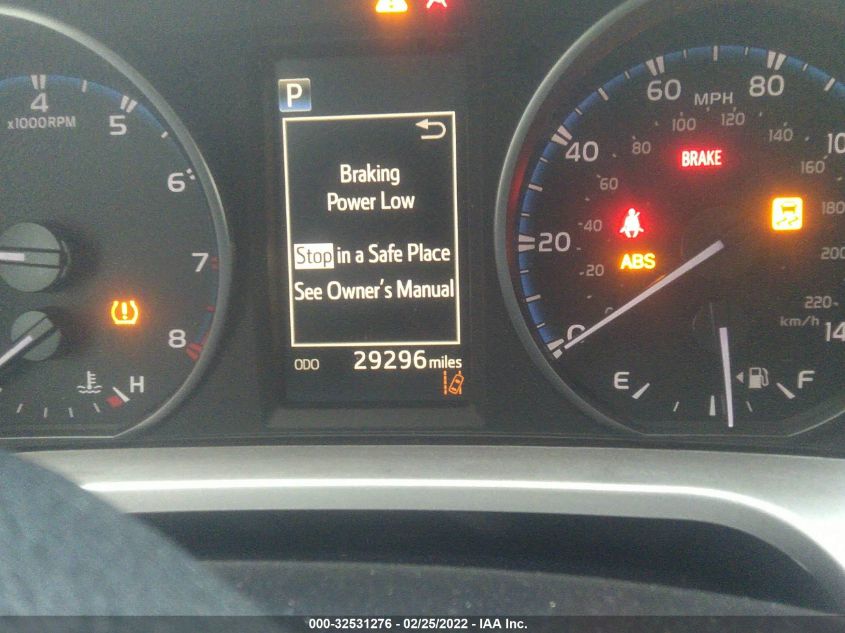 4
x1000RPM
5
6
7
8
H
P
Braking
Power Low
Stop in a Safe Place
See Owner's Manual
ODO 29296 miles
MPH
0
20
40
60
80
20
40
60
80
100
120
140
160
180
200
220
km/h
BRAKE
ABS
E
F
000-32531276 - 02/25/2022 - IAA Inc.